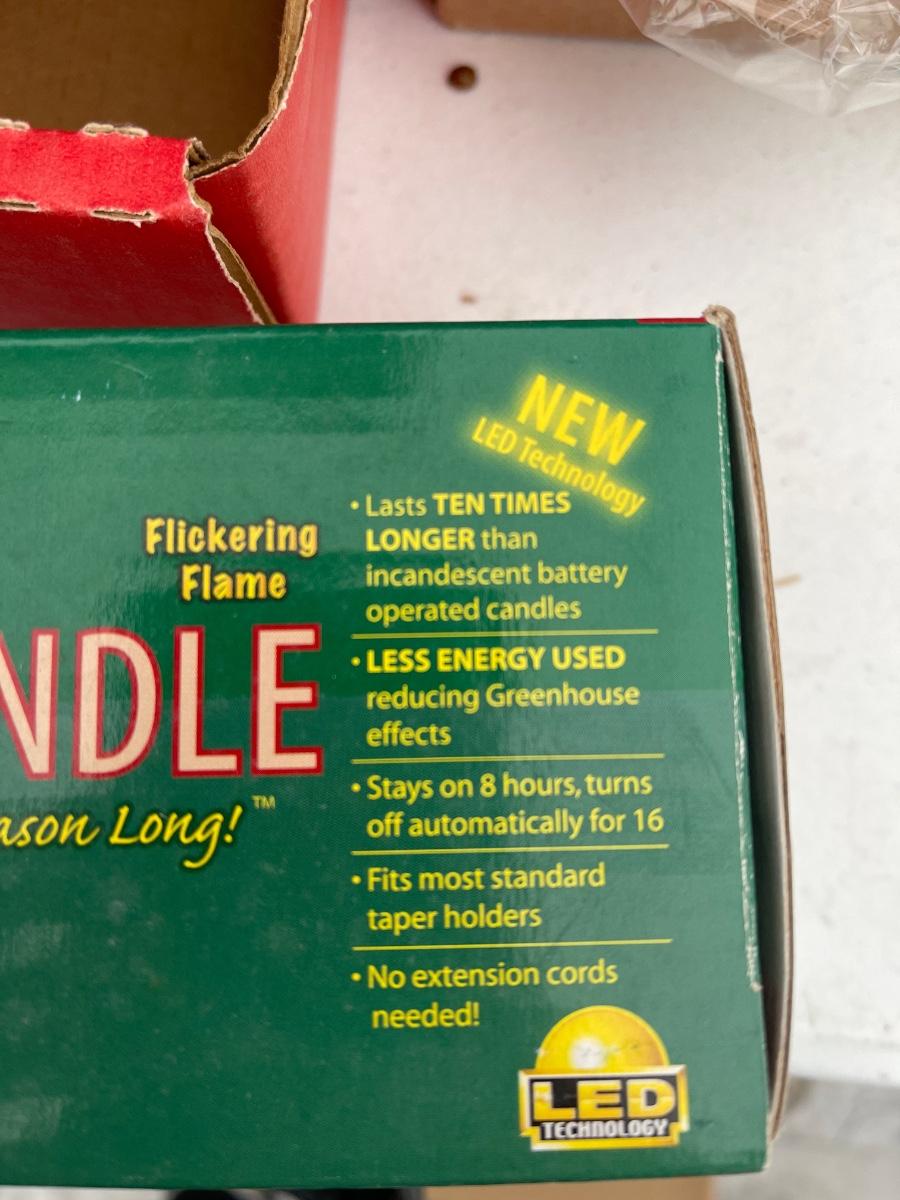 NEW
LED Technology
Flickering
Flame
NDLE
ason Long!™
• Lasts TEN TIMES
LONGER than
incandescent battery
operated candles
• LESS ENERGY USED
reducing Greenhouse
effects
• Stays on 8 hours, turns
off automatically for 16
• Fits most standard
taper holders
• No extension cords
needed!
LED
TECHNOLOGY